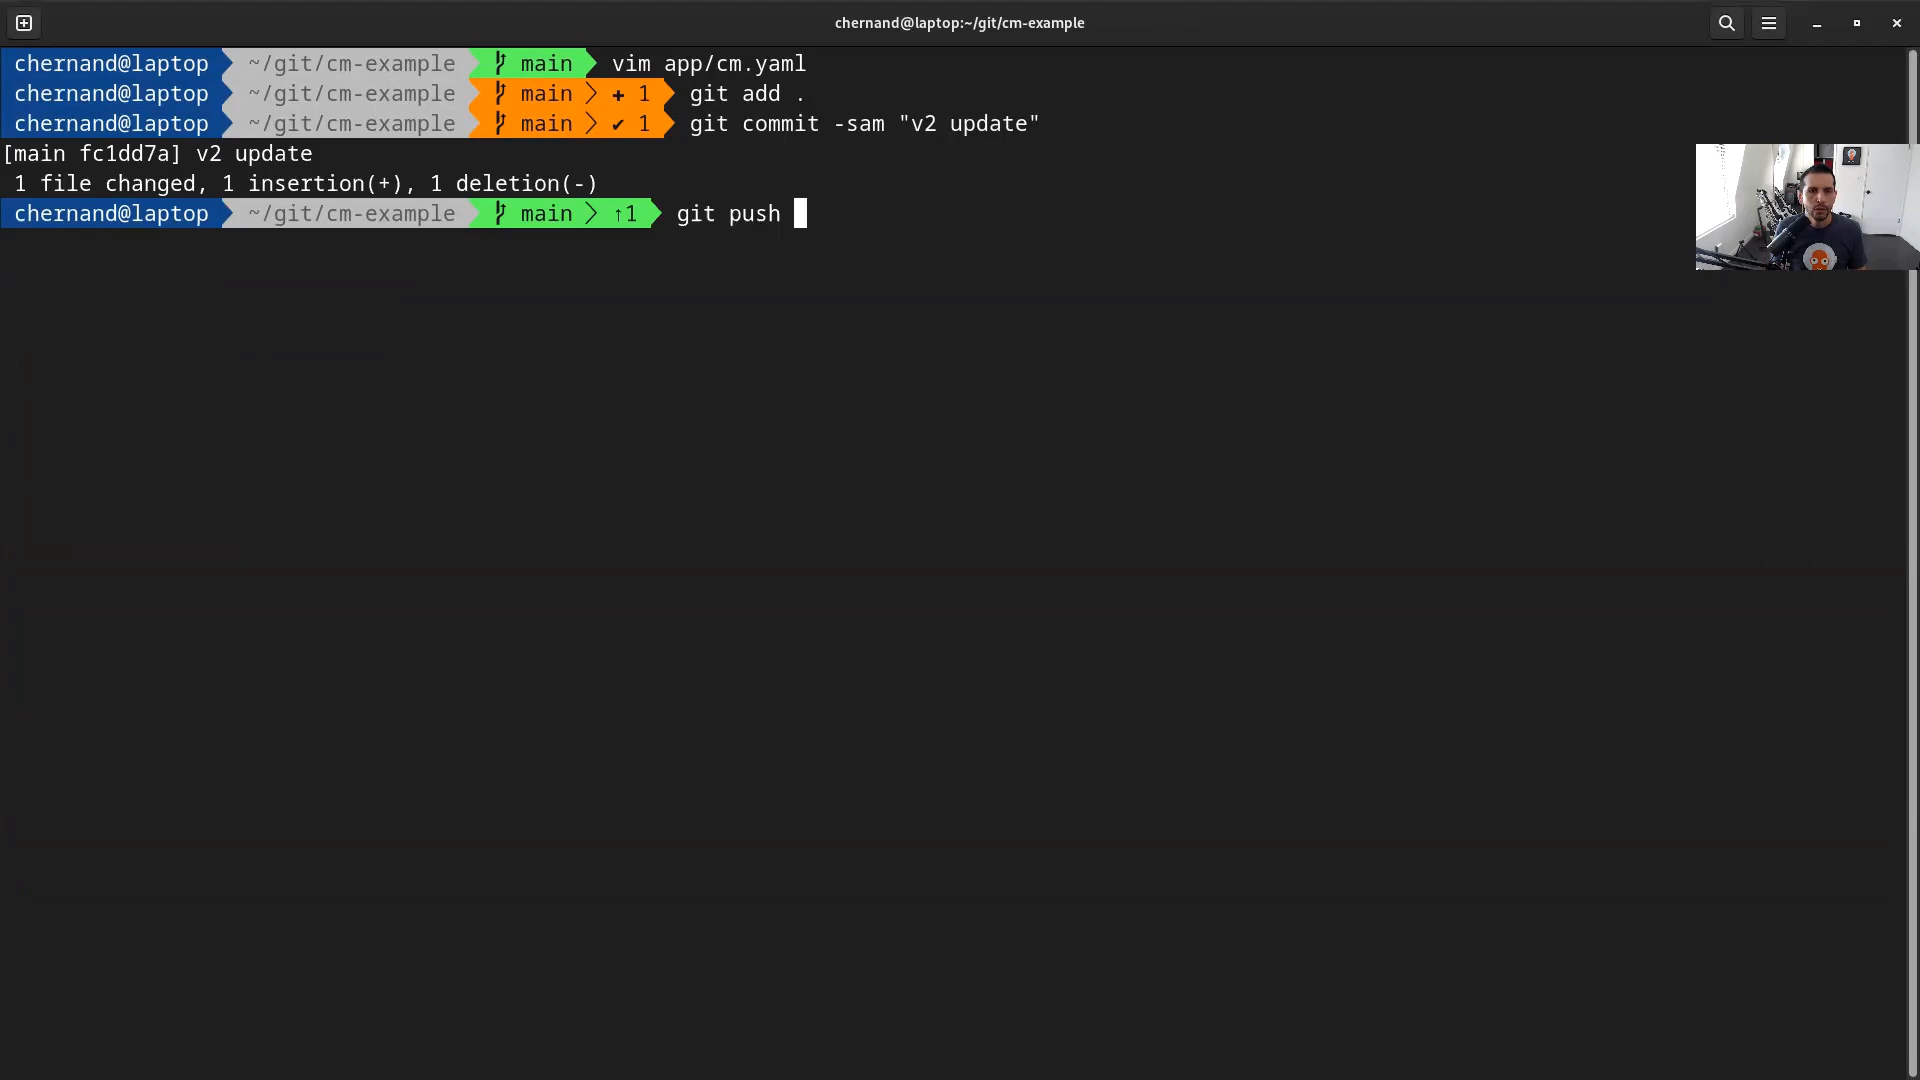 chernand@laptop:~/git/cm-example
chernand@laptop ~/git/cm-example main vim app/cm.yaml
chernand@laptop ~/git/cm-example main + 1 git add .
chernand@laptop ~/git/cm-example main ✔ 1 git commit -sam "v2 update"
[main fc1dd7a] v2 update
1 file changed, 1 insertion(+), 1 deletion(-)
chernand@laptop ~/git/cm-example main ↑1 git push